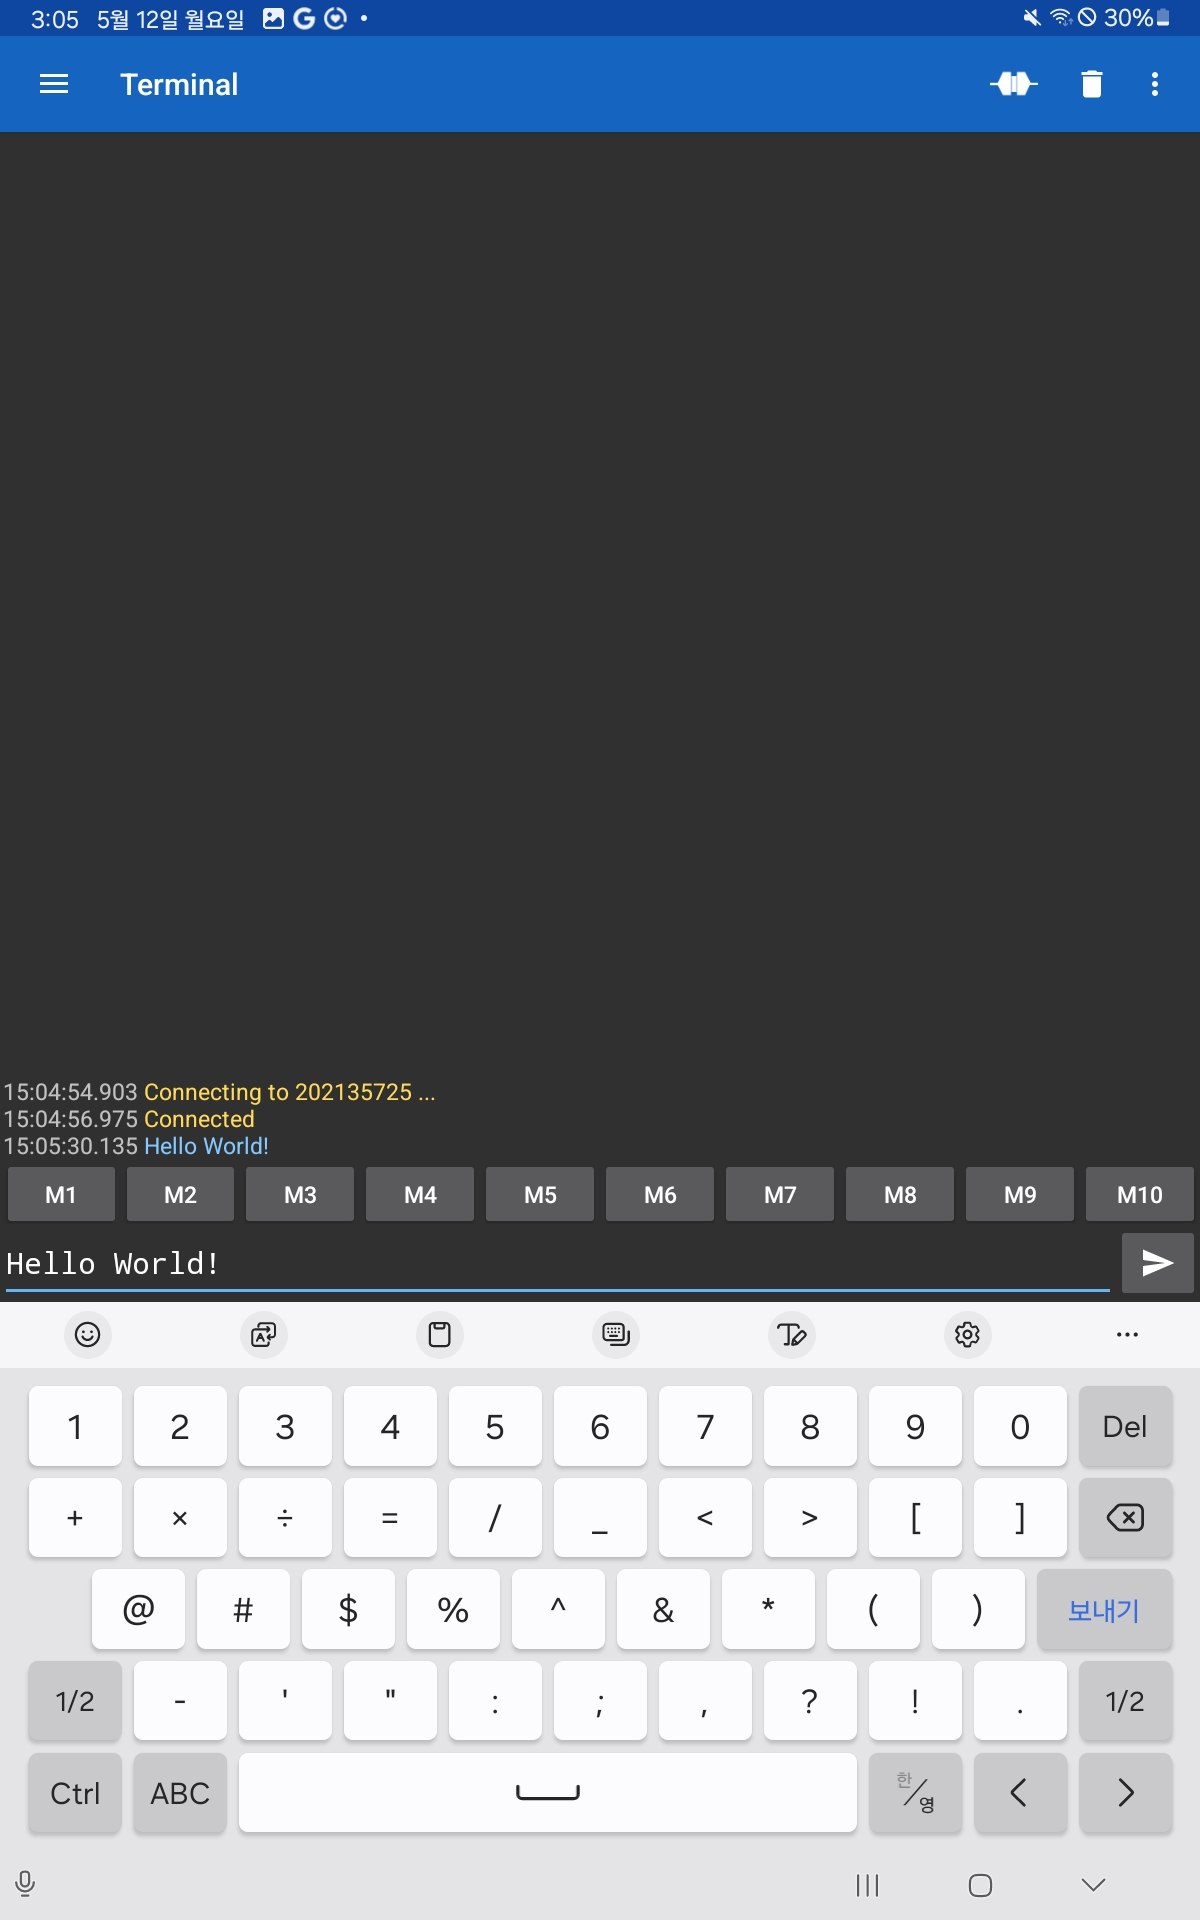 3:05 5월 12일 월요일 G 30%
Terminal
15:04:54.903 Connecting to 202135725 ...
15:04:56.975 Connected
15:05:30.135 Hello World!
M1 M2 M3 M4 M5 M6 M7 M8 M9 M10
Hello World!
1 2 3 4 5 6 7 8 9 0 Del
+ × ÷ = / _ < > [ ]
@ # $ % ^ & * ( ) 보내기
1/2 - ' " : ; , ? ! . 1/2
Ctrl ABC 한/영 < >